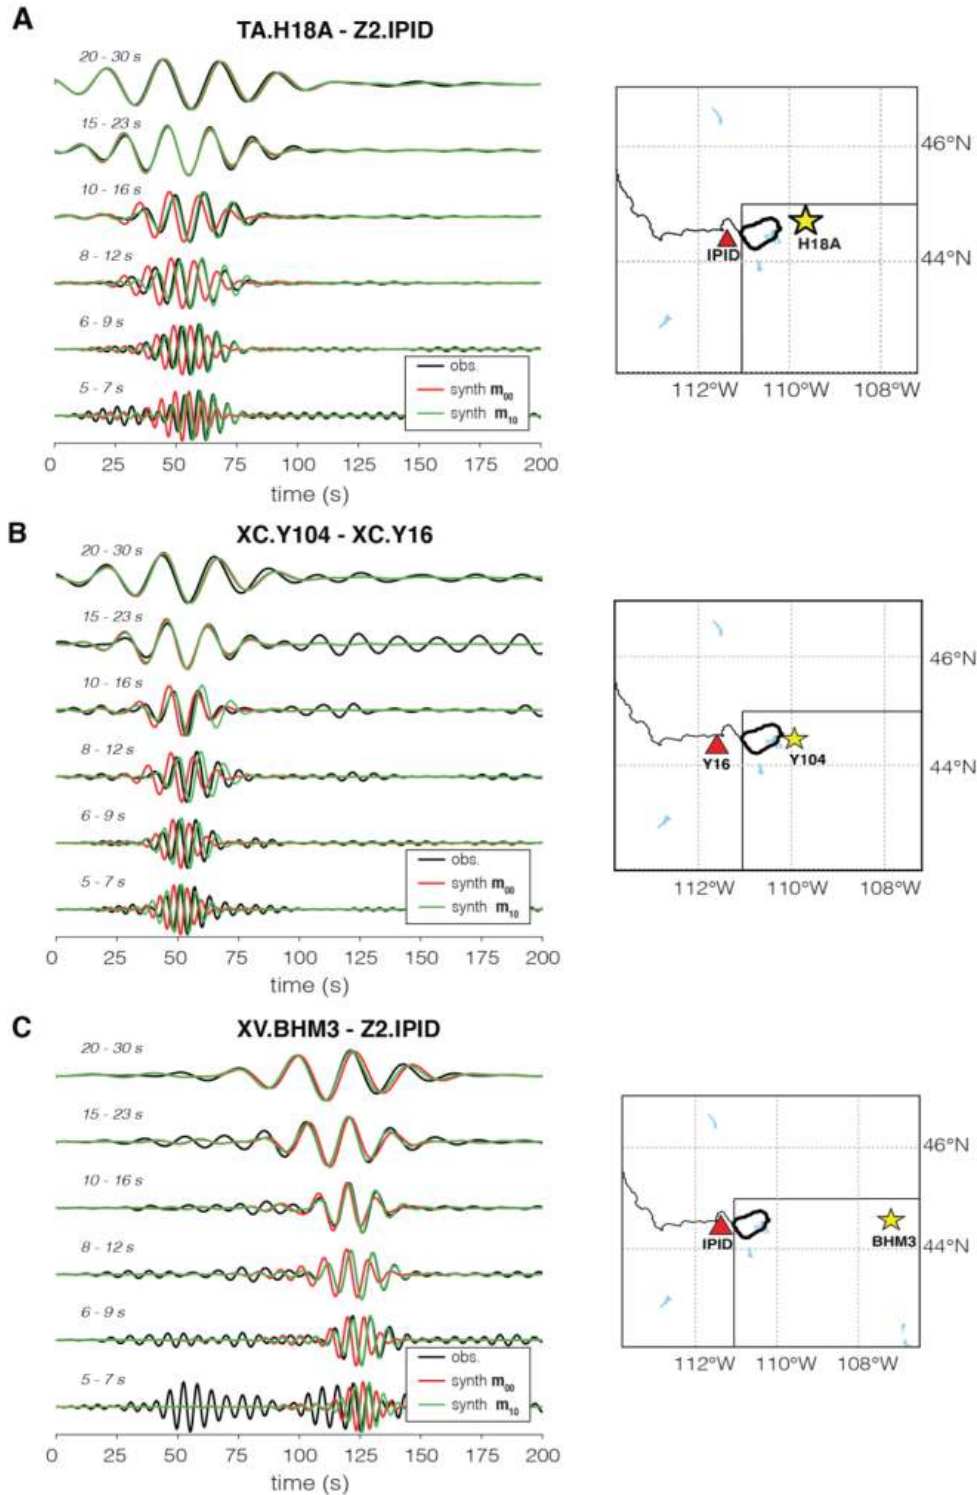 A
TA.H18A - Z2.IPID
20 - 30 s
15 - 23 s
10 - 16 s
8 - 12 s
6 - 9 s
5 - 7 s
obs.
synth m00
synth m10
0 25 50 75 100 125 150 175 200
time (s)
46°N
44°N
IPID
H18A
112°W 110°W 108°W
B
XC.Y104 - XC.Y16
20 - 30 s
15 - 23 s
10 - 16 s
8 - 12 s
6 - 9 s
5 - 7 s
obs.
synth m00
synth m10
0 25 50 75 100 125 150 175 200
time (s)
46°N
44°N
Y16
Y104
112°W 110°W 108°W
C
XV.BHM3 - Z2.IPID
20 - 30 s
15 - 23 s
10 - 16 s
8 - 12 s
6 - 9 s
5 - 7 s
obs.
synth m00
synth m10
0 25 50 75 100 125 150 175 200
time (s)
46°N
44°N
IPID
BHM3
112°W 110°W 108°W